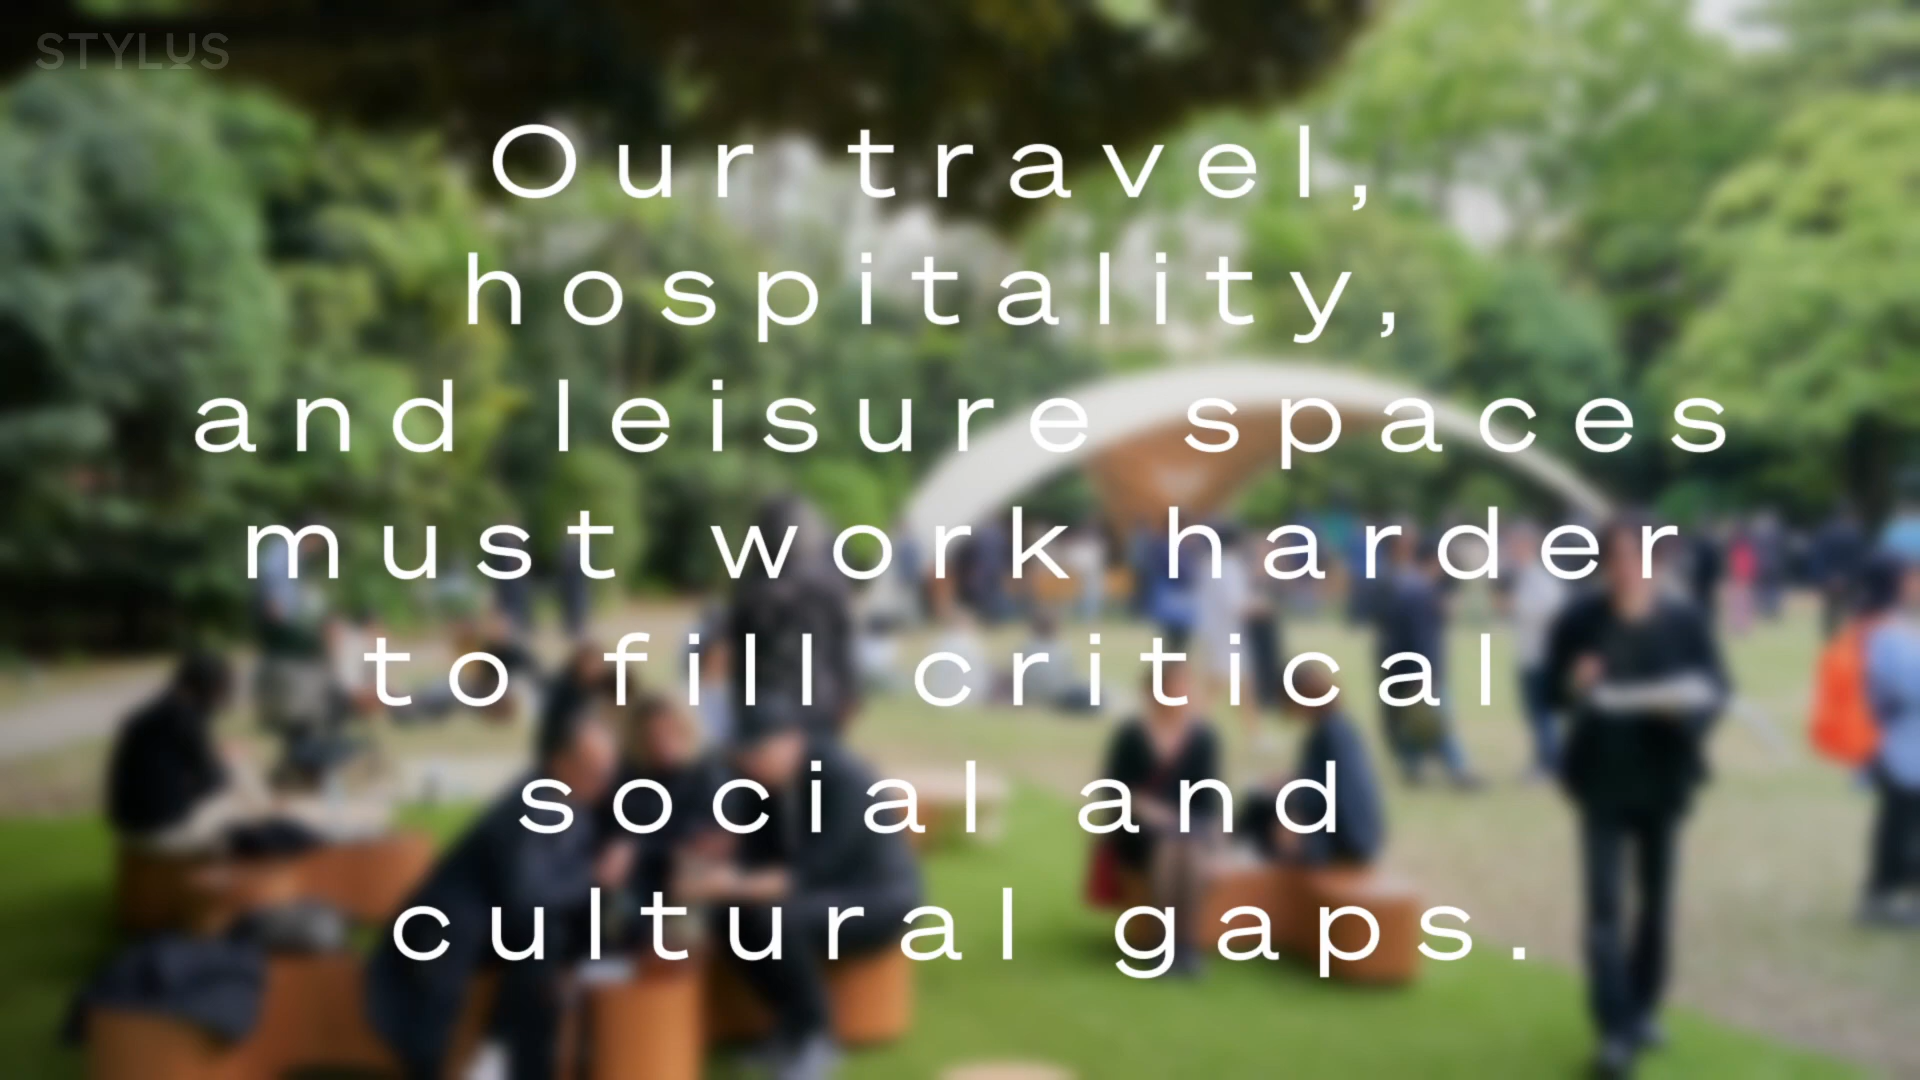 STYLUS
Our travel,
hospitality,
and leisure spaces
must work harder
to fill critical
social and
cultural gaps.